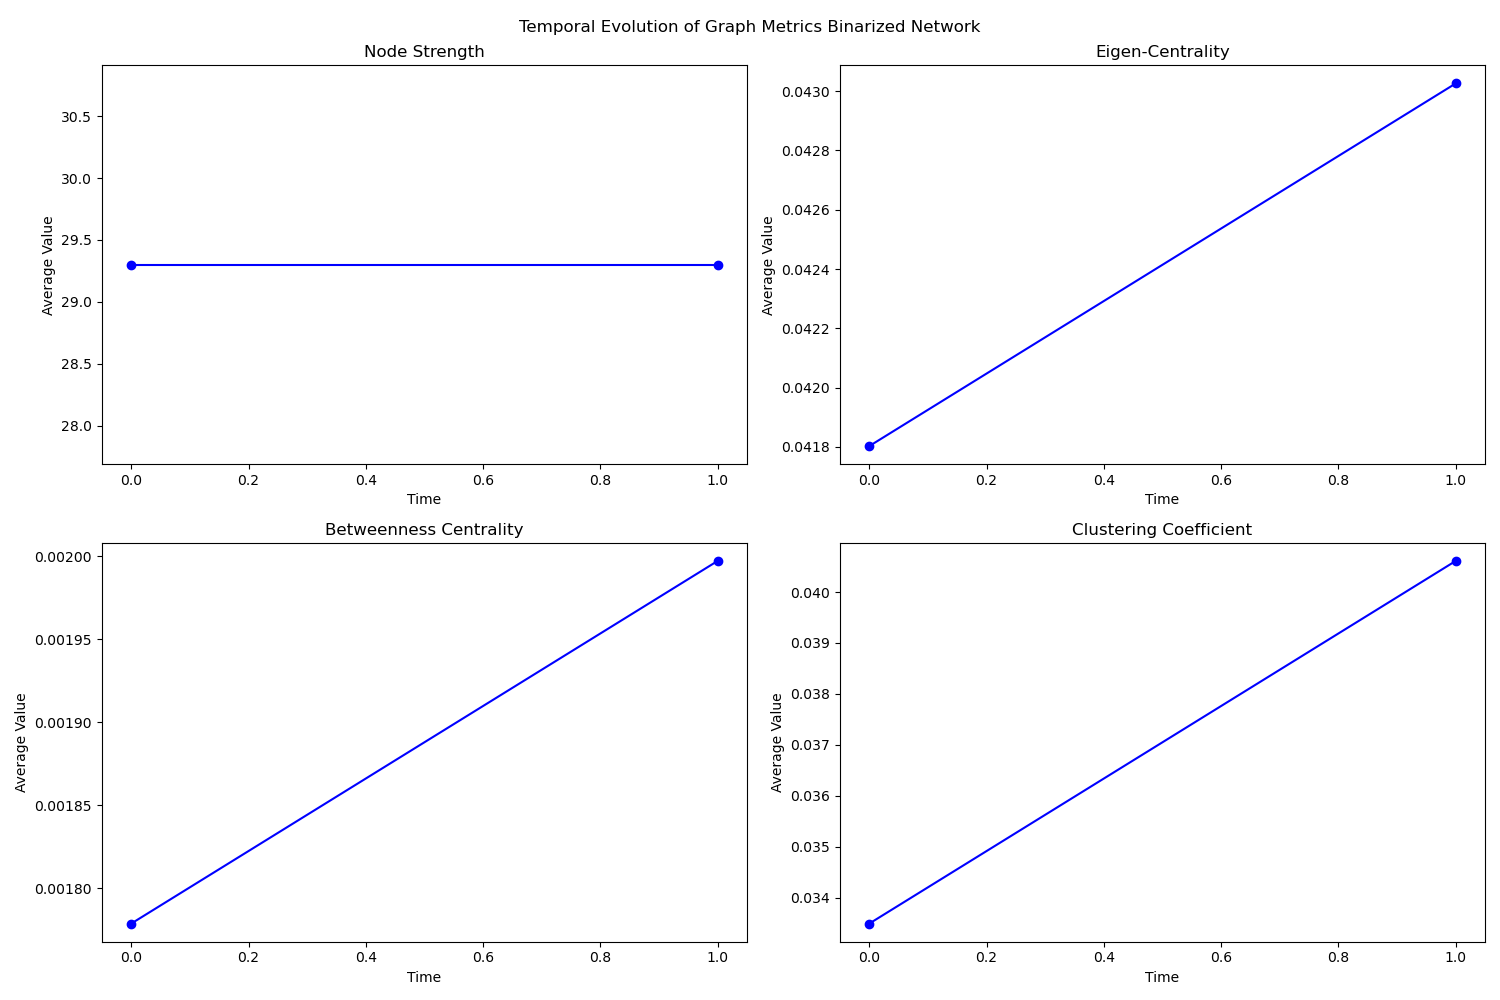 Temporal Evolution of Graph Metrics Binarized Network
Node Strength
30.5
30.0
29.5
29.0
28.5
28.0
Average Value
0.0 0.2 0.4 0.6 0.8 1.0
Time
Eigen-Centrality
0.0430
0.0428
0.0426
0.0424
0.0422
0.0420
0.0418
Average Value
0.0 0.2 0.4 0.6 0.8 1.0
Time
Betweenness Centrality
0.00200
0.00195
0.00190
0.00185
0.00180
Average Value
0.0 0.2 0.4 0.6 0.8 1.0
Time
Clustering Coefficient
0.040
0.039
0.038
0.037
0.036
0.035
0.034
Average Value
0.0 0.2 0.4 0.6 0.8 1.0
Time